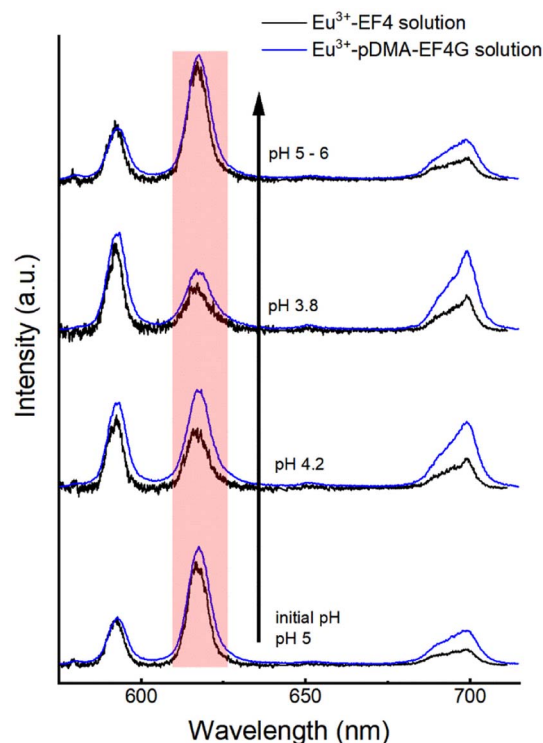 Eu³⁺-EF4 solution
Eu³⁺-pDMA-EF4G solution
pH 5 - 6
pH 3.8
pH 4.2
initial pH
pH 5
Intensity (a.u.)
600 650 700
Wavelength (nm)